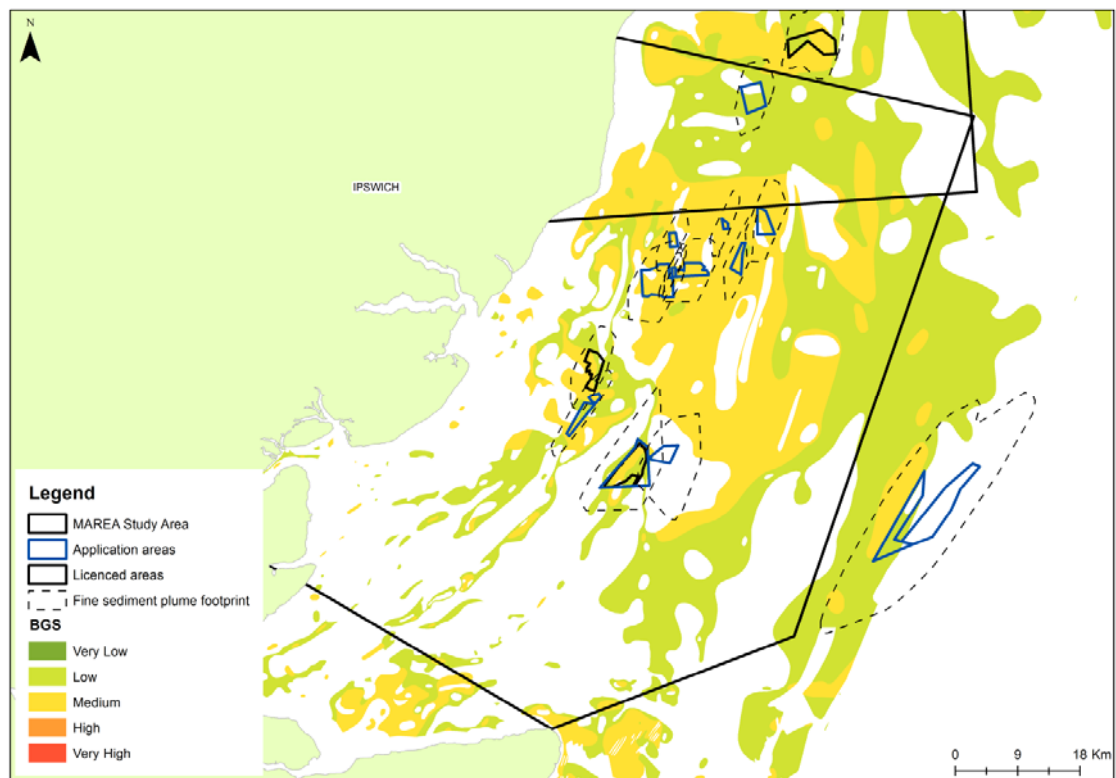 N
IPSWICH
Legend
MAREA Study Area
Application areas
Licenced areas
Fine sediment plume footprint
BGS
Very Low
Low
Medium
High
Very High
0 9 18 Km